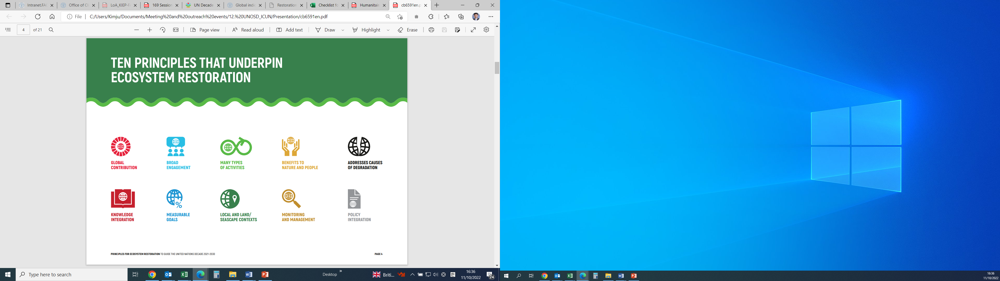 Intranet.FAO
Office of Cli
LoA_KIEP-FA
169 Session
UN Decade
Global indic
Restoration
Checklist fo
Humanitain
cb6591en.p
File
C:/Users/Kimju/Documents/Meeting%20and%20outreach%20events/12.%20UNOSD_ICUN/Presentation/cb6591en.pdf
4 of 21
Page view
Read aloud
Add text
Draw
Highlight
Erase
TEN PRINCIPLES THAT UNDERPIN
ECOSYSTEM RESTORATION
GLOBAL
CONTRIBUTION
BROAD
ENGAGEMENT
MANY TYPES
OF ACTIVITIES
BENEFITS TO
NATURE AND PEOPLE
ADDRESSES CAUSES
OF DEGRADATION
KNOWLEDGE
INTEGRATION
%
MEASURABLE
GOALS
LOCAL AND LAND/
SEASCAPE CONTEXTS
MONITORING
AND MANAGEMENT
POLICY
INTEGRATION
PRINCIPLES FOR ECOSYSTEM RESTORATION TO GUIDE THE UNITED NATIONS DECADE 2021-2030
PAGE 4
Type here to search
Desktop
Briti...
한
16:36
11/10/2022
24
16:36
11/10/2022